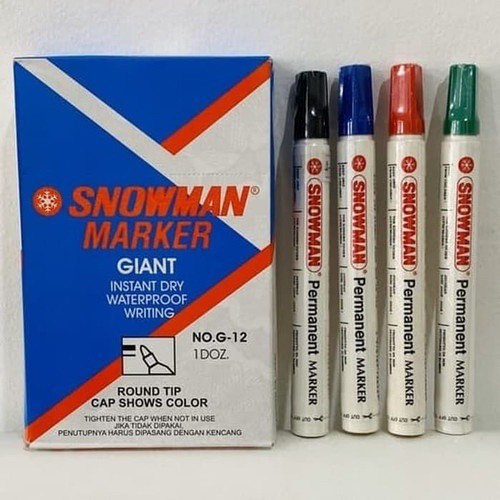 SNOWMAN®
MARKER
GIANT
INSTANT DRY
WATERPROOF
WRITING
NO.G-12
1DOZ.
ROUND TIP
CAP SHOWS COLOR
TIGHTEN THE CAP WHEN NOT IN USE
JIKA TIDAK DIPAKAI.
PENUTUPNYA HARUS DIPASANG DENGAN KENCANG
SNOWMAN®
Permanent MARKER
SNOWMAN®
Permanent MARKER
SNOWMAN®
Permanent MARKER
SNOWMAN®
Permanent MARKER